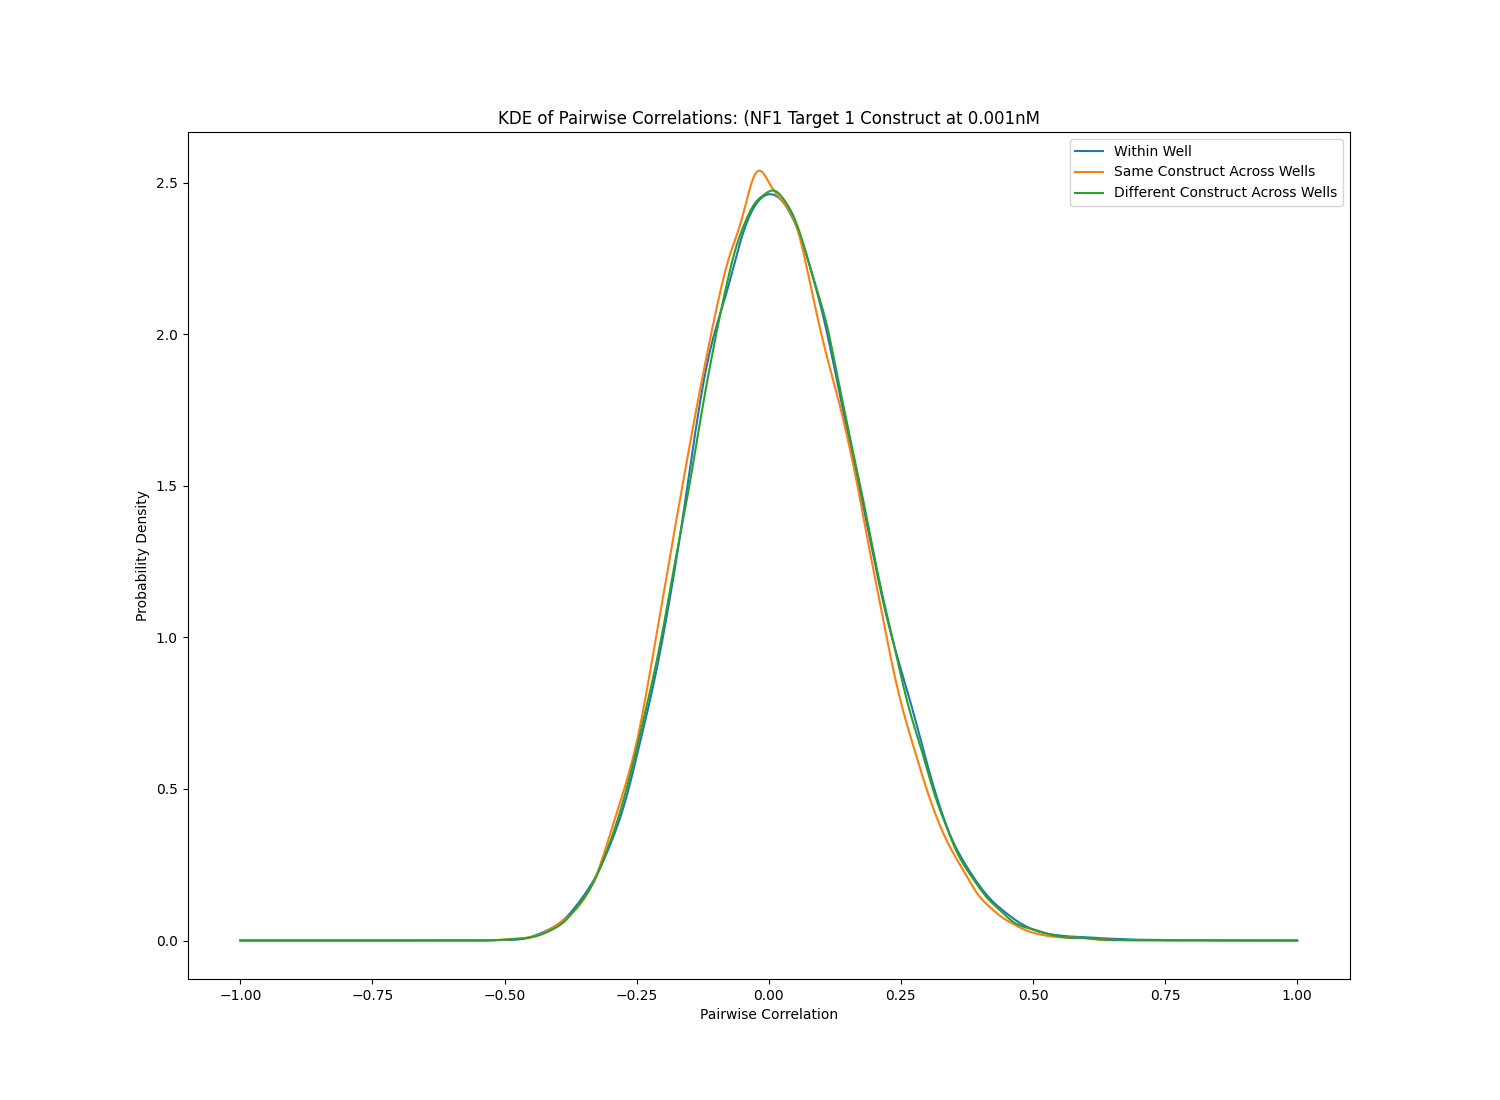 KDE of Pairwise Correlations: (NF1 Target 1 Construct at 0.001nM
Within Well
Same Construct Across Wells
Different Construct Across Wells
2.5
2.0
1.5
1.0
0.5
0.0
Probability Density
−1.00 −0.75 −0.50 −0.25 0.00 0.25 0.50 0.75 1.00
Pairwise Correlation